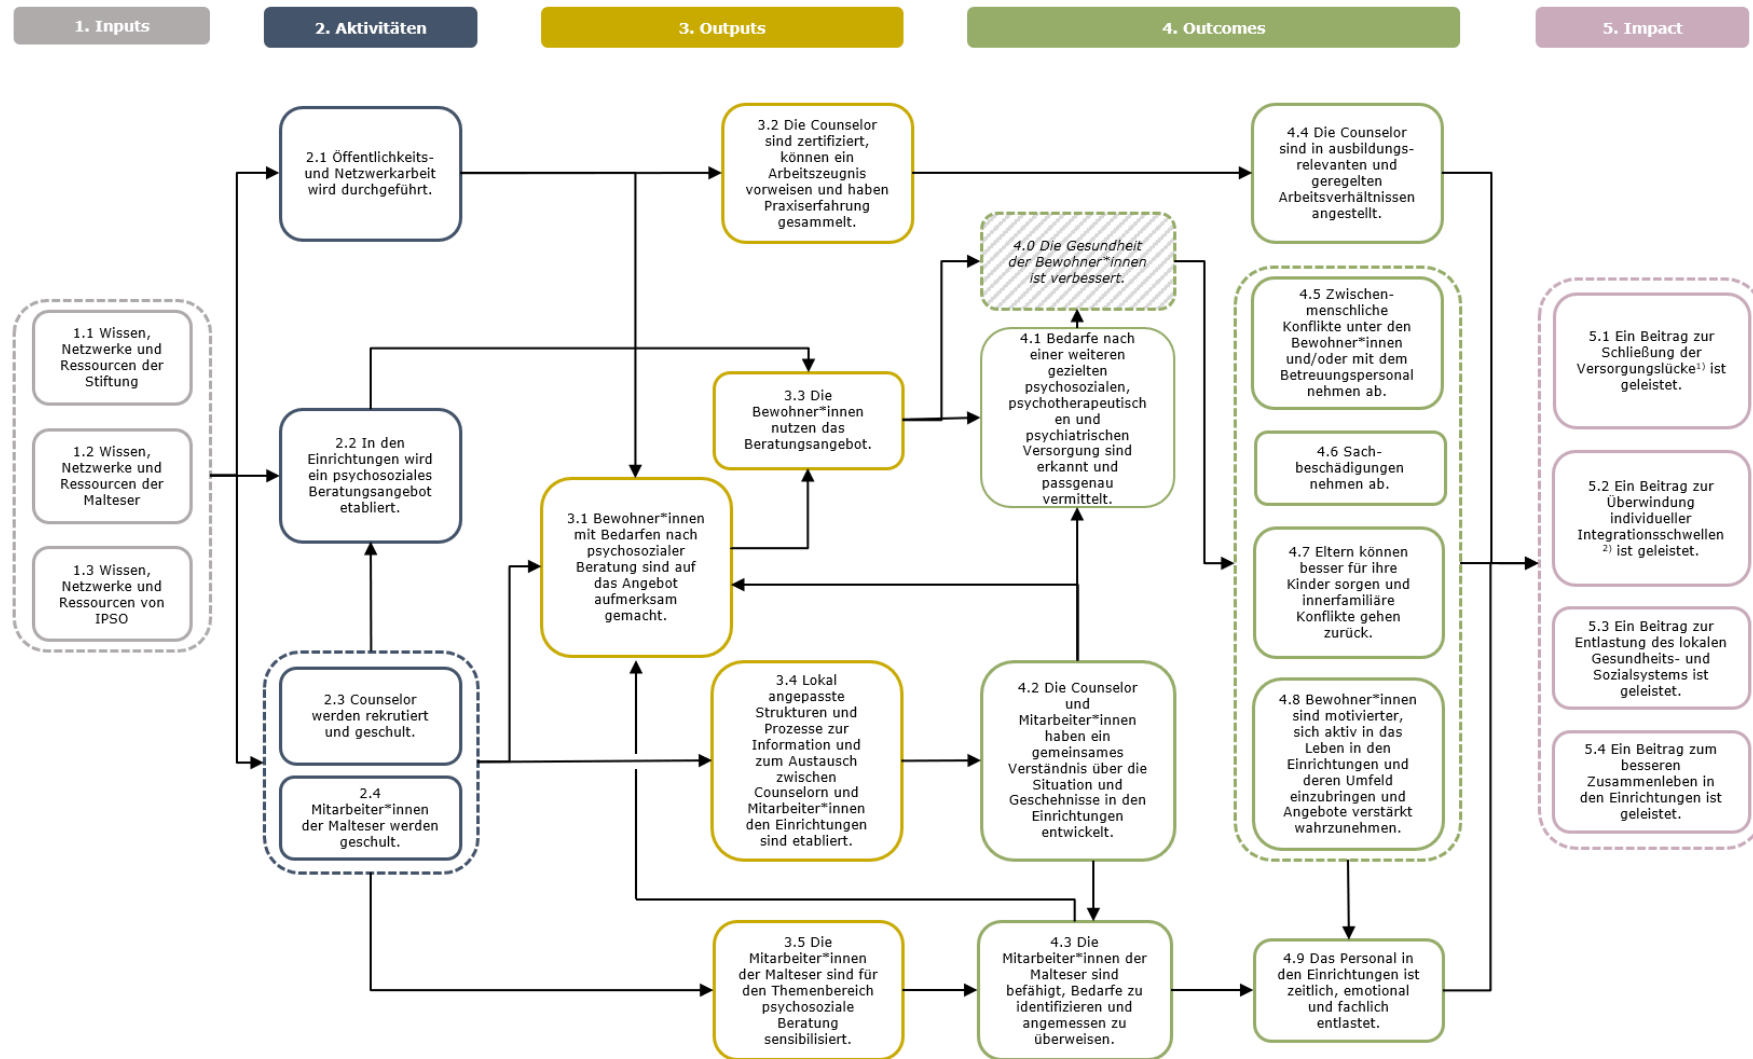 1. Inputs
2. Aktivitäten
3. Outputs
4. Outcomes
5. Impact
1.1 Wissen,
Netzwerke und
Ressourcen der
Stiftung
1.2 Wissen,
Netzwerke und
Ressourcen der
Malteser
1.3 Wissen,
Netzwerke und
Ressourcen von
IPSO
2.1 Öffentlichkeits-
und Netzwerkarbeit
wird durchgeführt.
2.2 In den
Einrichtungen wird
ein psychosoziales
Beratungsangebot
etabliert.
2.3 Counselor
werden rekrutiert
und geschult.
2.4
Mitarbeiter*innen
der Malteser werden
geschult.
3.2 Die Counselor
sind zertifiziert,
können ein
Arbeitszeugnis
vorweisen und haben
Praxiserfahrung
gesammelt.
3.3 Die
Bewohner*innen
nutzen das
Beratungsangebot.
3.1 Bewohner*innen
mit Bedarfen nach
psychosozialer
Beratung sind auf
das Angebot
aufmerksam
gemacht.
3.4 Lokal
angepasste
Strukturen und
Prozesse zur
Information und
zum Austausch
zwischen
Counselorn und
Mitarbeiter*innen
den Einrichtungen
sind etabliert.
3.5 Die
Mitarbeiter*innen
der Malteser sind für
den Themenbereich
psychosoziale
Beratung
sensibilisiert.
4.0 Die Gesundheit
der Bewohner*innen
ist verbessert.
4.1 Bedarfe nach
einer weiteren
gezielten
psychosozialen,
psychotherapeutisch
en und
psychiatrischen
Versorgung sind
erkannt und
passgenau
vermittelt.
4.2 Die Counselor
und
Mitarbeiter*innen
haben ein
gemeinsames
Verständnis über die
Situation und
Geschehnisse in den
Einrichtungen
entwickelt.
4.3 Die
Mitarbeiter*innen
der Malteser sind
befähigt, Bedarfe zu
identifizieren und
angemessen zu
überweisen.
4.4 Die Counselor
sind in ausbildungs-
relevanten und
geregelten
Arbeitsverhältnissen
angestellt.
4.5 Zwischen-
menschliche
Konflikte unter den
Bewohner*innen
und/oder mit dem
Betreuungspersonal
nehmen ab.
4.6 Sach-
beschädigungen
nehmen ab.
4.7 Eltern können
besser für ihre
Kinder sorgen und
innerfamiliäre
Konflikte gehen
zurück.
4.8 Bewohner*innen
sind motivierter,
sich aktiv in das
Leben in den
Einrichtungen und
deren Umfeld
einzubringen und
Angebote verstärkt
wahrzunehmen.
4.9 Das Personal in
den Einrichtungen ist
zeitlich, emotional
und fachlich
entlastet.
5.1 Ein Beitrag zur
Schließung der
Versorgungslücke¹⁾ ist
geleistet.
5.2 Ein Beitrag zur
Überwindung
individueller
Integrationsschwellen
²⁾ ist geleistet.
5.3 Ein Beitrag zur
Entlastung des lokalen
Gesundheits- und
Sozialsystems ist
geleistet.
5.4 Ein Beitrag zum
besseren
Zusammenleben in
den Einrichtungen ist
geleistet.